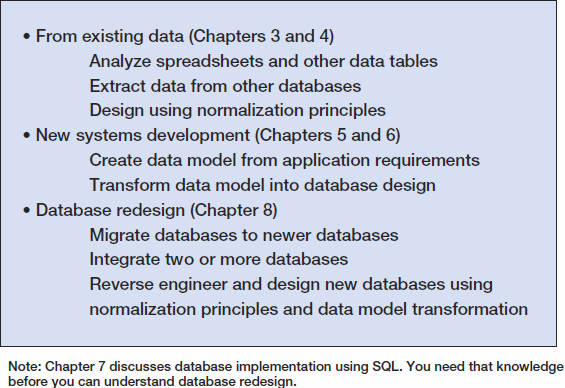 • From existing data (Chapters 3 and 4)
Analyze spreadsheets and other data tables
Extract data from other databases
Design using normalization principles
• New systems development (Chapters 5 and 6)
Create data model from application requirements
Transform data model into database design
• Database redesign (Chapter 8)
Migrate databases to newer databases
Integrate two or more databases
Reverse engineer and design new databases using
normalization principles and data model transformation
Note: Chapter 7 discusses database implementation using SQL. You need that knowledge
before you can understand database redesign.